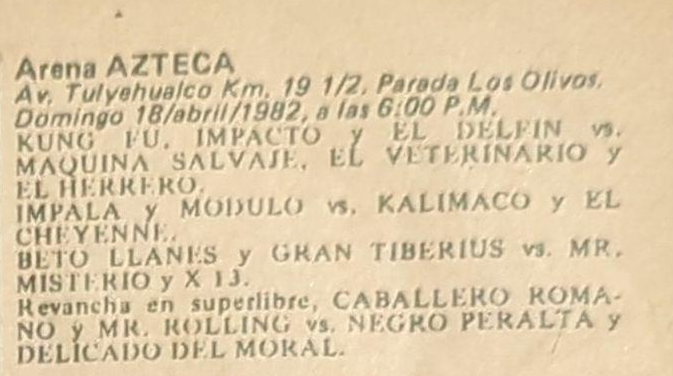 Arena AZTECA
Av. Tulyehualco Km. 19 1/2, Parada Los Olivos.
Domingo 18/abril/1982, a las 6:00 P.M.
KUNG FU, IMPACTO y EL DELFIN vs.
MAQUINA SALVAJE, EL VETERINARIO y
EL HERRERO.
IMPALA y MODULO vs. KALIMACO y EL
CHEYENNE.
BETO LLANES y GRAN TIBERIUS vs. MR.
MISTERIO y X 13.
Revancha en superlibre, CABALLERO ROMA-
NO y MR. ROLLING vs. NEGRO PERALTA y
DELICADO DEL MORAL.